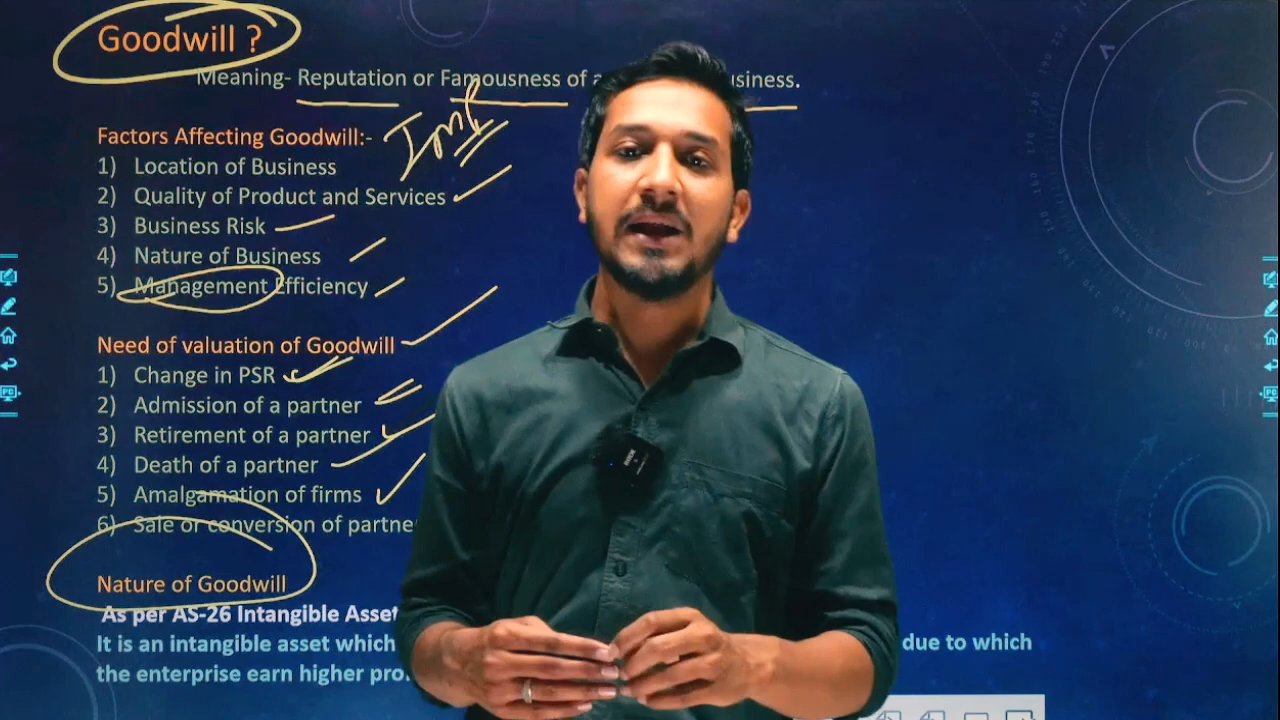 Goodwill ?
Meaning- Reputation or Famousness of a siness.
Factors Affecting Goodwill:- Imp
1) Location of Business
2) Quality of Product and Services
3) Business Risk
4) Nature of Business
5) Management Efficiency
Need of valuation of Goodwill
1) Change in PSR
2) Admission of a partner
3) Retirement of a partner
4) Death of a partner
5) Amalgamation of firms
6) Sale or conversion of partne
Nature of Goodwill
As per AS-26 Intangible Asset
It is an intangible asset which due to which
the enterprise earn higher pro